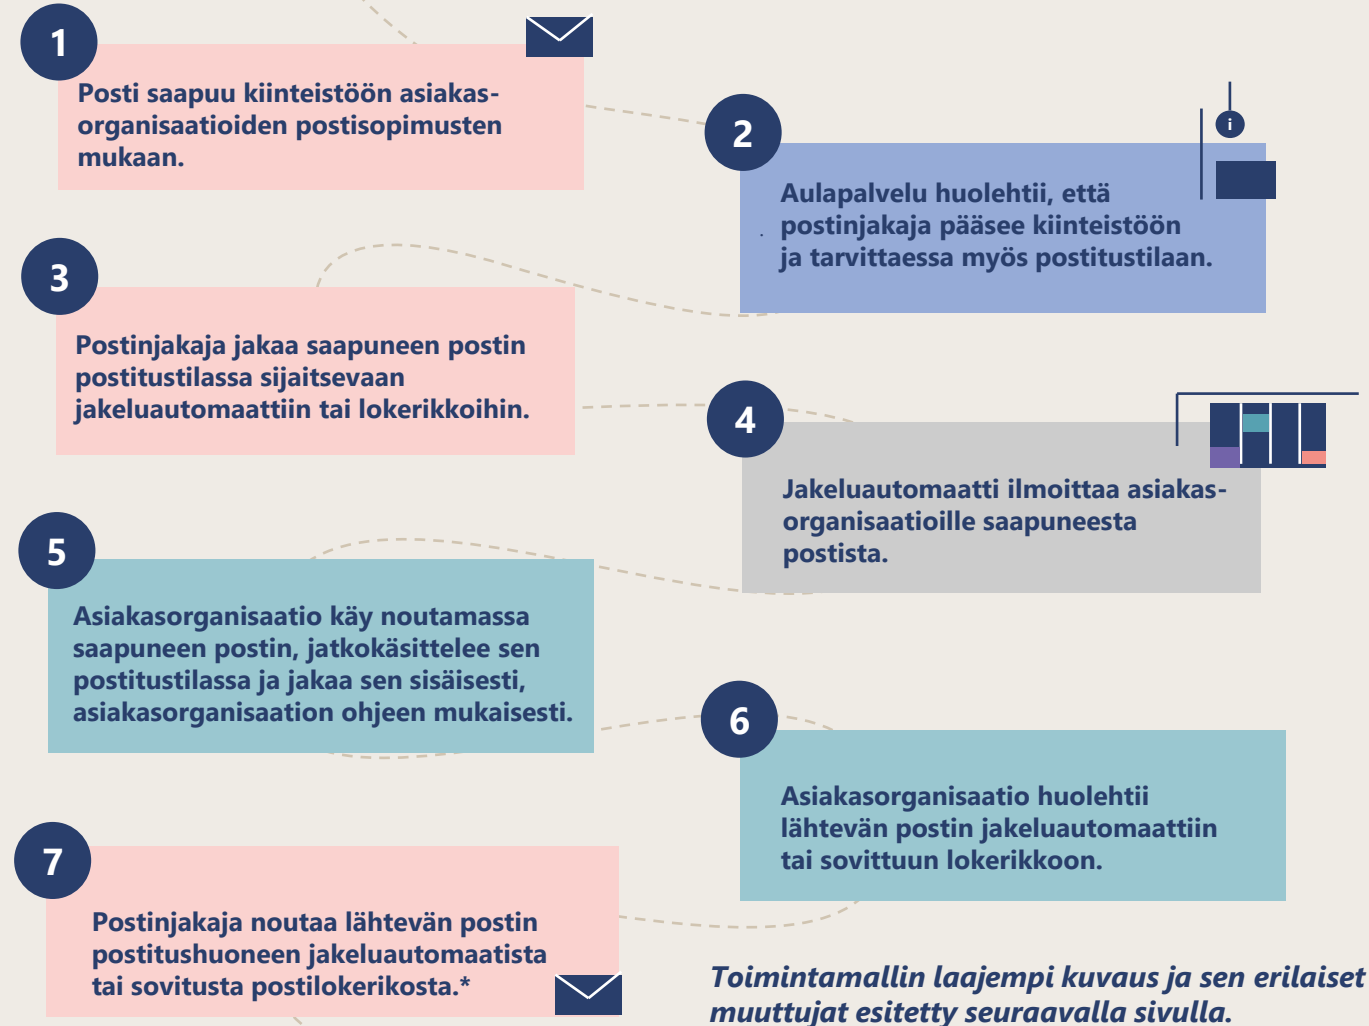 1
Posti saapuu kiinteistöön asiakas-
organisaatioiden postisopimusten
mukaan.
2
i
Aulapalvelu huolehtii, että
postinjakaja pääsee kiinteistöön
ja tarvittaessa myös postitustilaan.
3
Postinjakaja jakaa saapuneen postin
postitustilassa sijaitsevaan
jakeluautomaattiin tai lokerikkoihin.
4
Jakeluautomaatti ilmoittaa asiakas-
organisaatioille saapuneesta
postista.
5
Asiakasorganisaatio käy noutamassa
saapuneen postin, jatkokäsittelee sen
postitustilassa ja jakaa sen sisäisesti,
asiakasorganisaation ohjeen mukaisesti.
6
Asiakasorganisaatio huolehtii
lähtevän postin jakeluautomaattiin
tai sovittuun lokerikkoon.
7
Postinjakaja noutaa lähtevän postin
postitushuoneen jakeluautomaatista
tai sovitusta postilokerikosta.*
Toimintamallin laajempi kuvaus ja sen erilaiset
muuttujat esitetty seuraavalla sivulla.